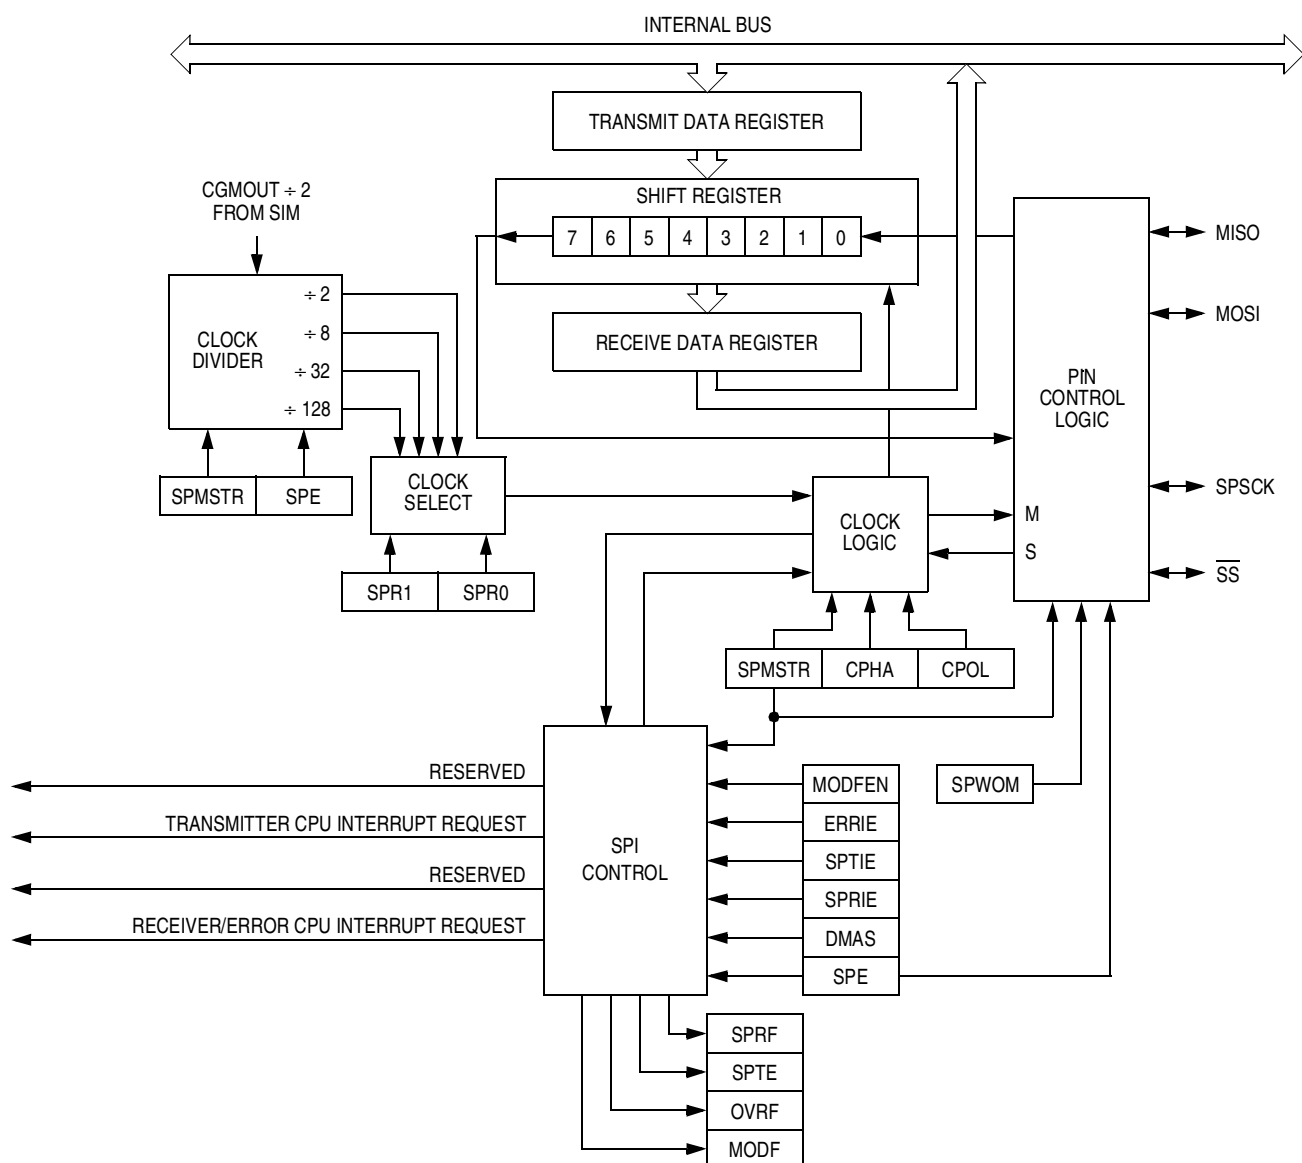 INTERNAL BUS
TRANSMIT DATA REGISTER
CGMOUT ÷ 2
FROM SIM
SHIFT REGISTER
7 6 5 4 3 2 1 0
MISO
MOSI
SPSCK
SS
CLOCK
DIVIDER
÷ 2
÷ 8
÷ 32
÷ 128
RECEIVE DATA REGISTER
PIN
CONTROL
LOGIC
M
S
SPMSTR SPE
CLOCK
SELECT
CLOCK
LOGIC
SPR1 SPR0
SPMSTR CPHA CPOL
RESERVED
TRANSMITTER CPU INTERRUPT REQUEST
RESERVED
RECEIVER/ERROR CPU INTERRUPT REQUEST
SPI
CONTROL
MODFEN
ERRIE
SPTIE
SPRIE
DMAS
SPE
SPWOM
SPRF
SPTE
OVRF
MODF